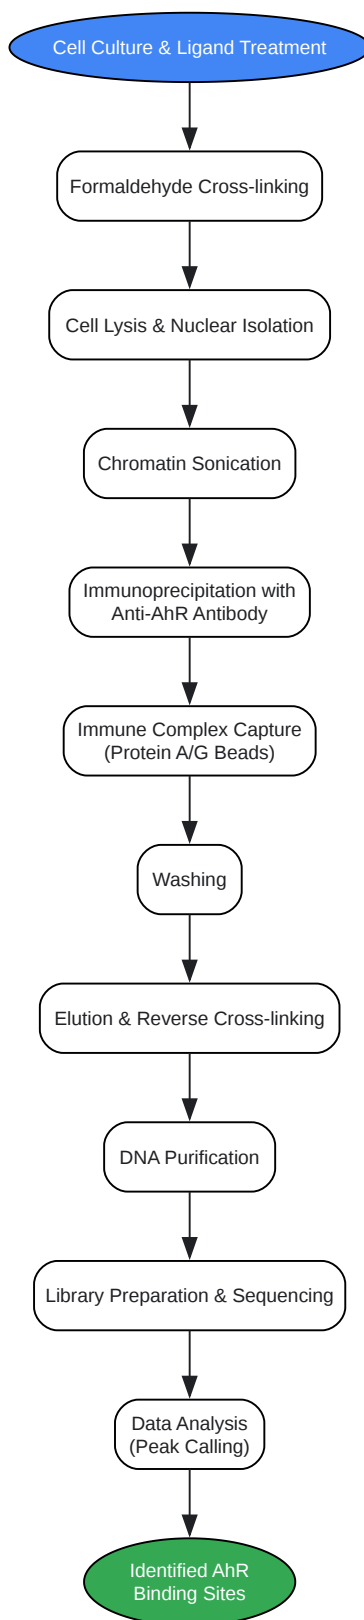 Cell Culture & Ligand Treatment
Formaldehyde Cross-linking
Cell Lysis & Nuclear Isolation
Chromatin Sonication
Immunoprecipitation with
Anti-AhR Antibody
Immune Complex Capture
(Protein A/G Beads)
Washing
Elution & Reverse Cross-linking
DNA Purification
Library Preparation & Sequencing
Data Analysis
(Peak Calling)
Identified AhR
Binding Sites